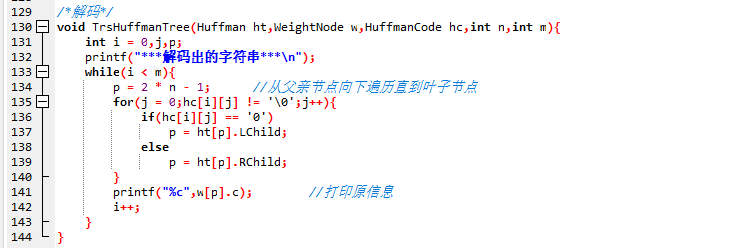 129 /*解码*/
130 void TrsHuffmanTree(Huffman ht,WeightNode w,HuffmanCode hc,int n,int m){
131     int i = 0,j,p;
132     printf("***解码出的字符串***\n");
133     while(i < m){
134         p = 2 * n - 1;     //从父亲节点向下遍历直到叶子节点
135         for(j = 0;hc[i][j] != '\0';j++){
136             if(hc[i][j] == '0')
137                 p = ht[p].LChild;
138             else
139                 p = ht[p].RChild;
140         }
141         printf("%c",w[p].c);       //打印原信息
142         i++;
143     }
144 }